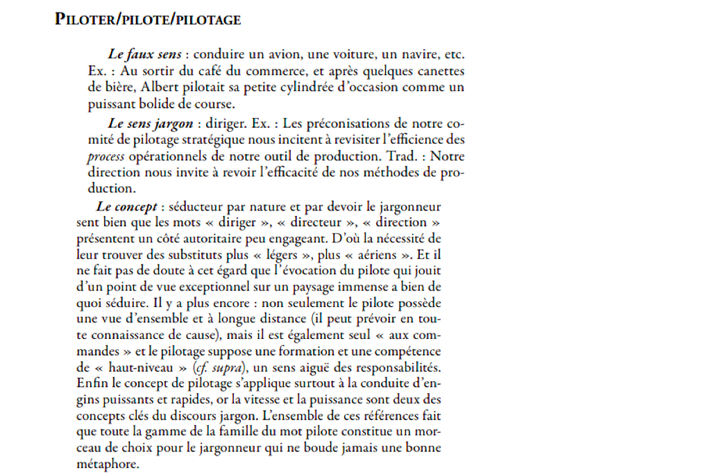 PILOTER/PILOTE/PILOTAGE
Le faux sens : conduire un avion, une voiture, un navire, etc.
Ex. : Au sortir du café du commerce, et après quelques canettes
de bière, Albert pilotait sa petite cylindrée d'occasion comme un
puissant bolide de course.
Le sens jargon : diriger. Ex. : Les préconisations de notre co-
mité de pilotage stratégique nous incitent à revisiter l'efficience des
process opérationnels de notre outil de production. Trad. : Notre
direction nous invite à revoir l'efficacité de nos méthodes de pro-
duction.
Le concept : séducteur par nature et par devoir le jargonneur
sent bien que les mots « diriger », « directeur », « direction »
présentent un côté autoritaire peu engageant. D'où la nécessité de
leur trouver des substituts plus « légers », plus « aériens ». Et il
ne fait pas de doute à cet égard que l'évocation du pilote qui jouit
d'un point de vue exceptionnel sur un paysage immense a bien de
quoi séduire. Il y a plus encore : non seulement le pilote possède
une vue d'ensemble et à longue distance (il peut prévoir en tou-
te connaissance de cause), mais il est également seul « aux com-
mandes » et le pilotage suppose une formation et une compétence
de « haut-niveau » (cf. supra), un sens aiguë des responsabilités.
Enfin le concept de pilotage s'applique surtout à la conduite d'en-
gins puissants et rapides, or la vitesse et la puissance sont deux des
concepts clés du discours jargon. L'ensemble de ces références fait
que toute la gamme de la famille du mot pilote constitue un mor-
ceau de choix pour le jargonneur qui ne boude jamais une bonne
métaphore.